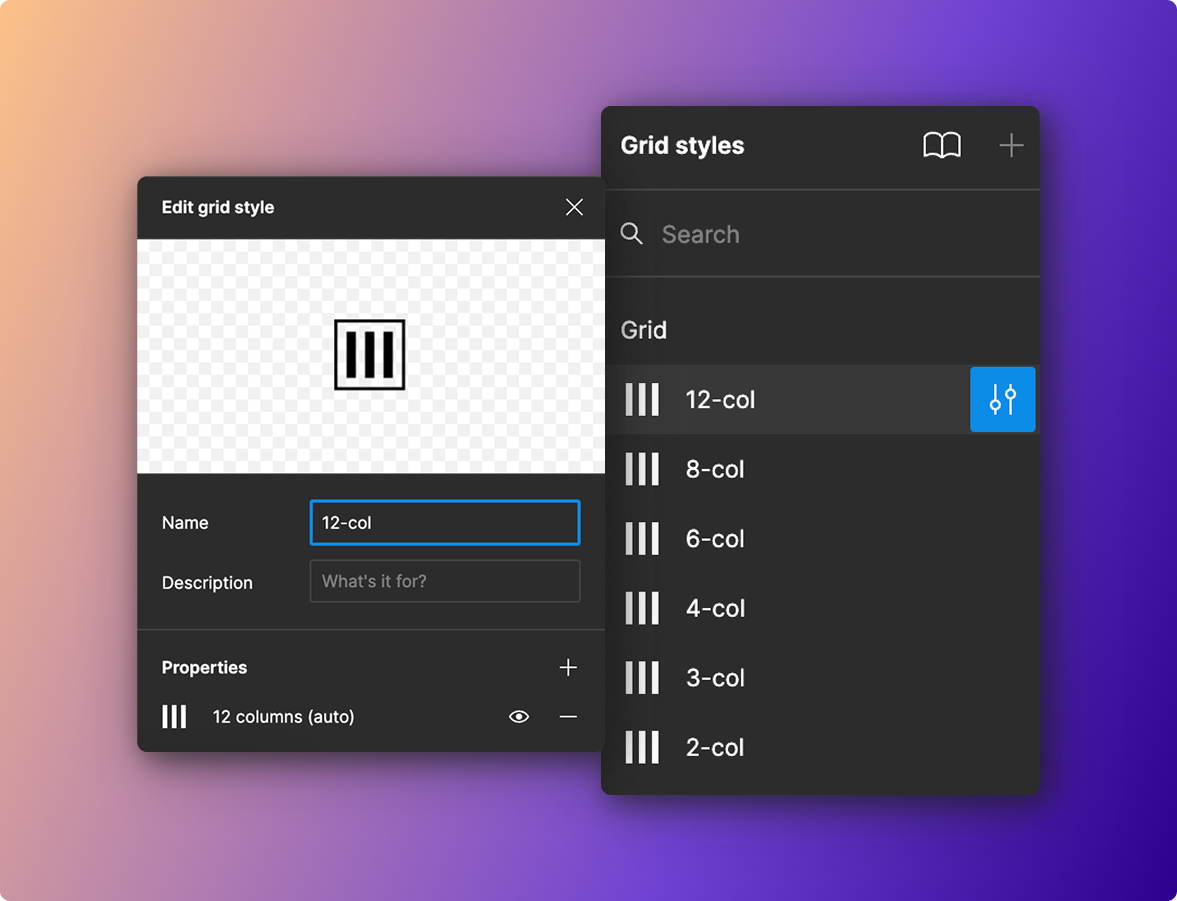 Edit grid style
Name
12-col
Description
What's it for?
Properties
12 columns (auto)
Grid styles
Search
Grid
12-col
8-col
6-col
4-col
3-col
2-col